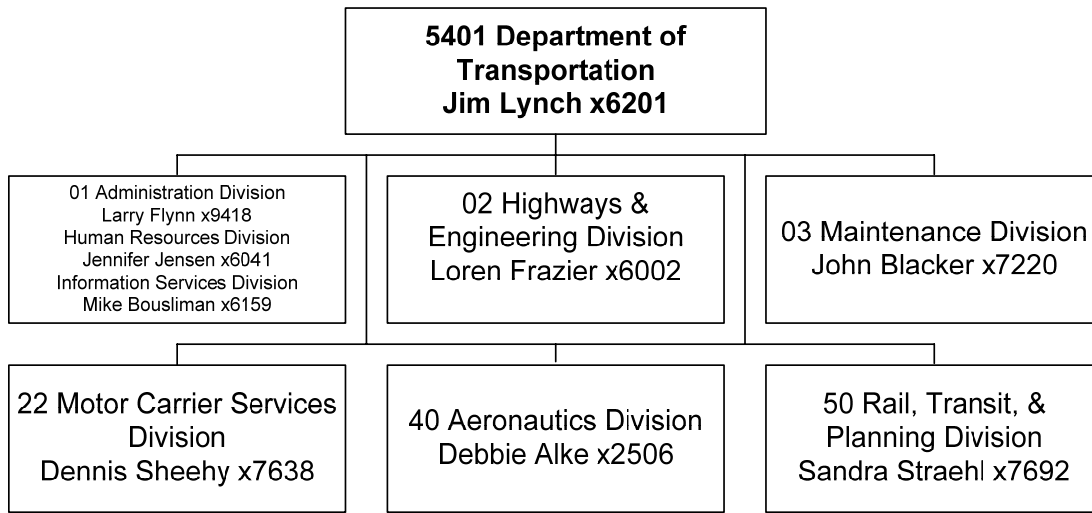 5401 Department of
Transportation
Jim Lynch x6201
01 Administration Division
Larry Flynn x9418
Human Resources Division
Jennifer Jensen x6041
Information Services Division
Mike Bousliman x6159
02 Highways &
Engineering Division
Loren Frazier x6002
03 Maintenance Division
John Blacker x7220
22 Motor Carrier Services
Division
Dennis Sheehy x7638
40 Aeronautics Division
Debbie Alke x2506
50 Rail, Transit, &
Planning Division
Sandra Straehl x7692